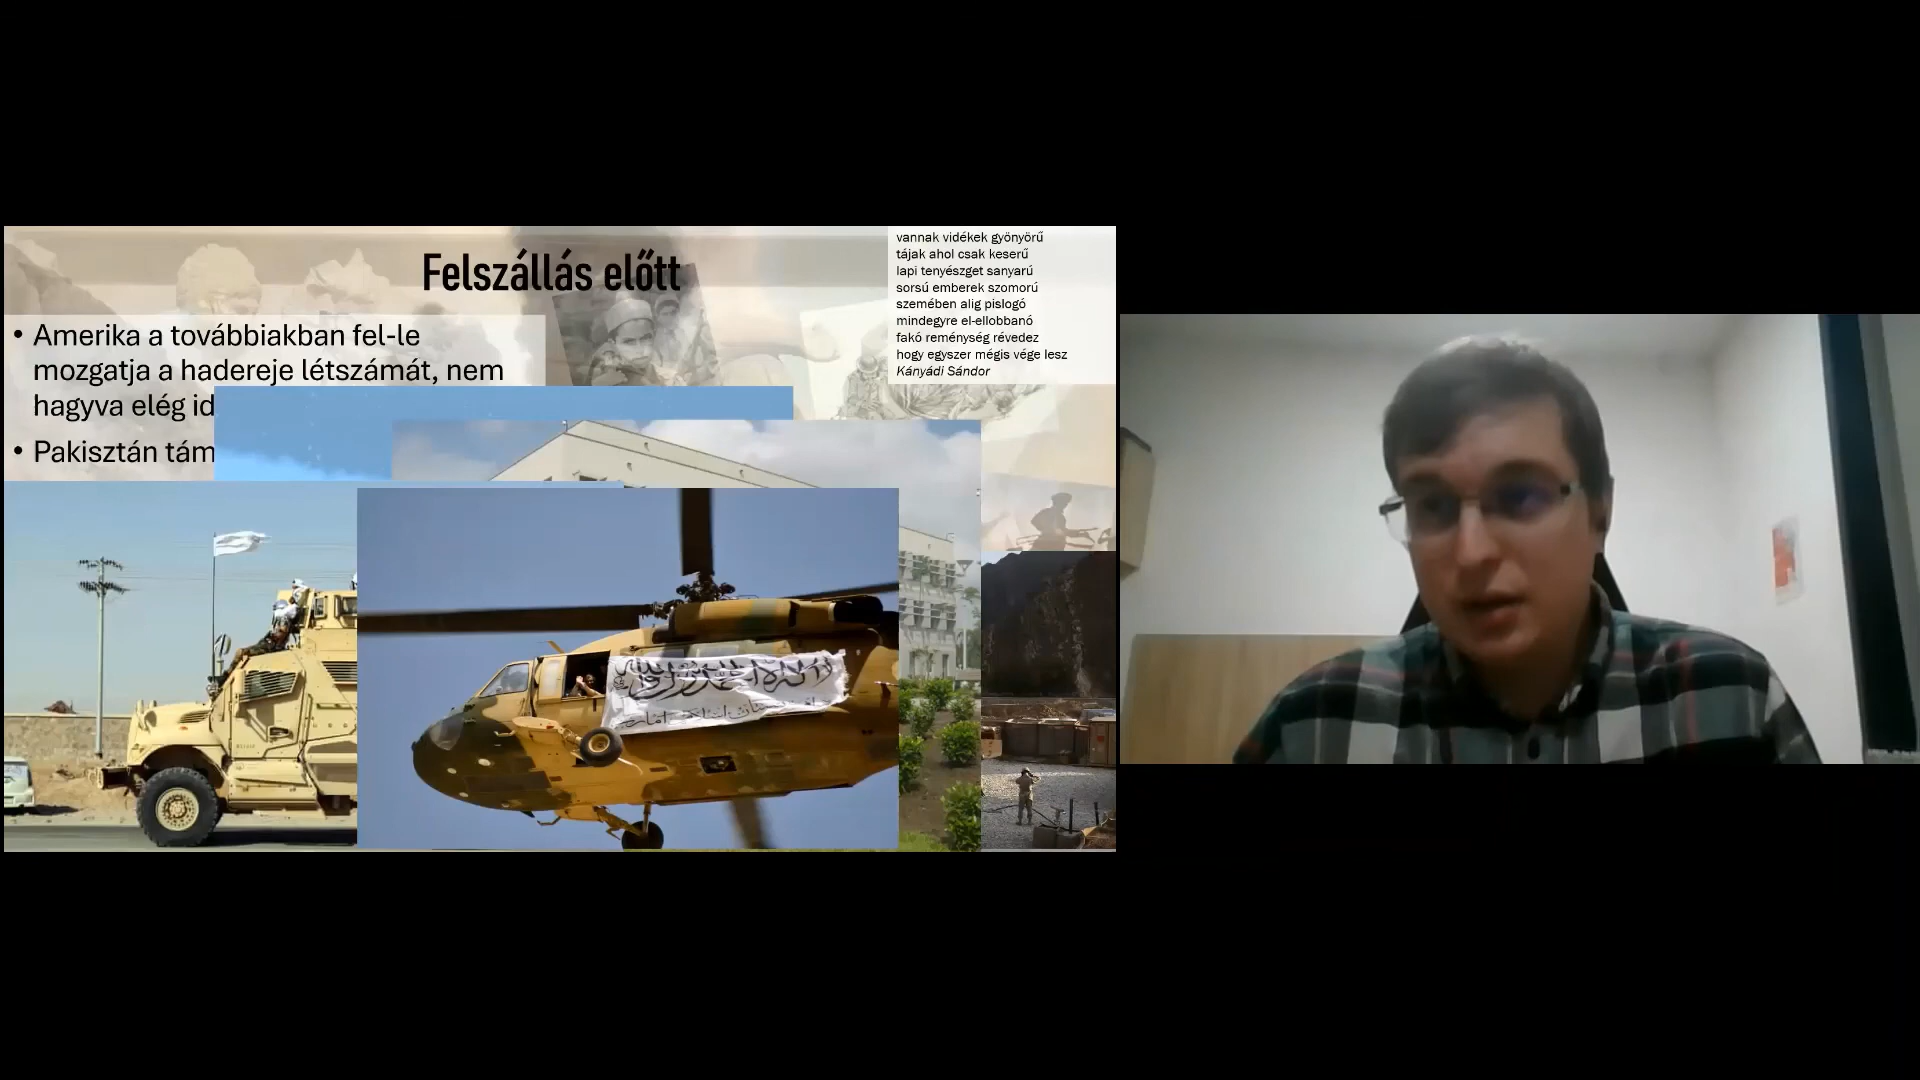 Felszállás előtt
• Amerika a továbbiakban fel-le
mozgatja a hadereje létszámát, nem
hagyva elég id
• Pakisztán tám
vannak vidékek gyönyörű
tájak ahol csak keserű
lapi tenyészget sanyarú
sorsú emberek szomorú
szemében alig pislogó
mindegyre el-ellobbanó
fakó reménység révedez
hogy egyszer mégis vége lesz
Kányádi Sándor